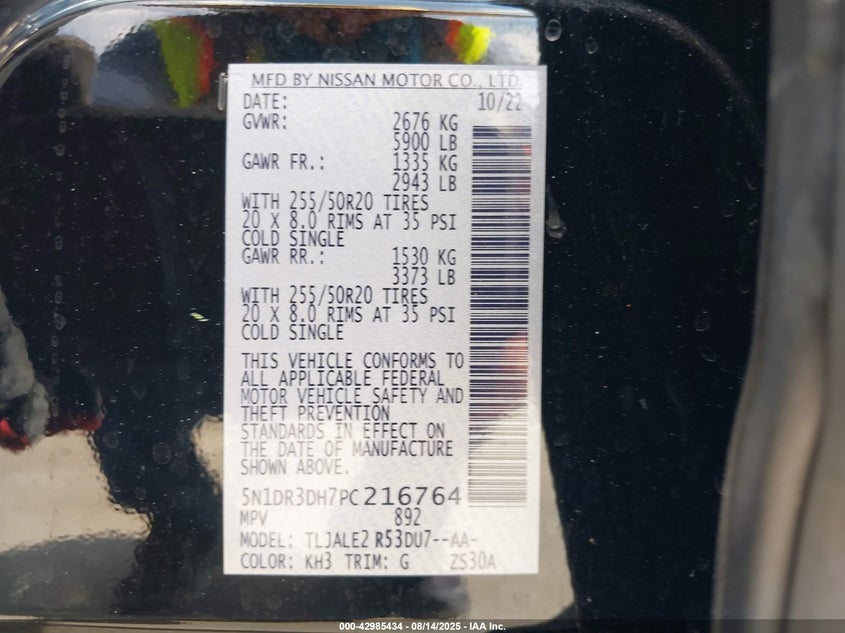 MFD BY NISSAN MOTOR CO., LTD.
DATE: 10/22
GVWR: 2676 KG
5900 LB
GAWR FR.: 1335 KG
2943 LB
WITH 255/50R20 TIRES
20 X 8.0 RIMS AT 35 PSI
COLD SINGLE
GAWR RR.: 1530 KG
3373 LB
WITH 255/50R20 TIRES
20 X 8.0 RIMS AT 35 PSI
COLD SINGLE
THIS VEHICLE CONFORMS TO
ALL APPLICABLE FEDERAL
MOTOR VEHICLE SAFETY AND
THEFT PREVENTION
STANDARDS IN EFFECT ON
THE DATE OF MANUFACTURE
SHOWN ABOVE.
5N1DR3DH7PC216764
MPV 892
MODEL: TLJALE2 R53DU7--AA-
COLOR: KH3 TRIM: G ZS30A
000-42985434 - 08/14/2025 - IAA Inc.